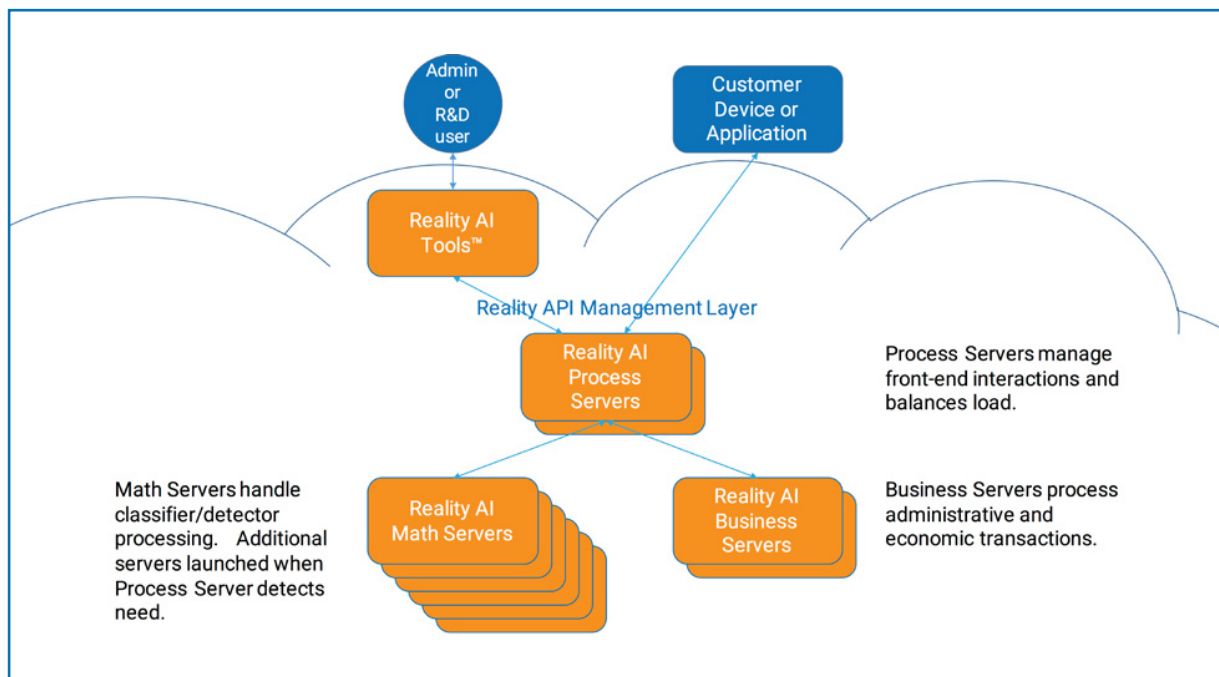 Admin
or
R&D
user
Customer
Device or
Application
Reality AI
Tools™
Reality API Management Layer
Reality AI
Process
Servers
Process Servers manage
front-end interactions and
balances load.
Math Servers handle
classifier/detector
processing. Additional
servers launched when
Process Server detects
need.
Reality AI
Math Servers
Reality AI
Business
Servers
Business Servers process
administrative and
economic transactions.